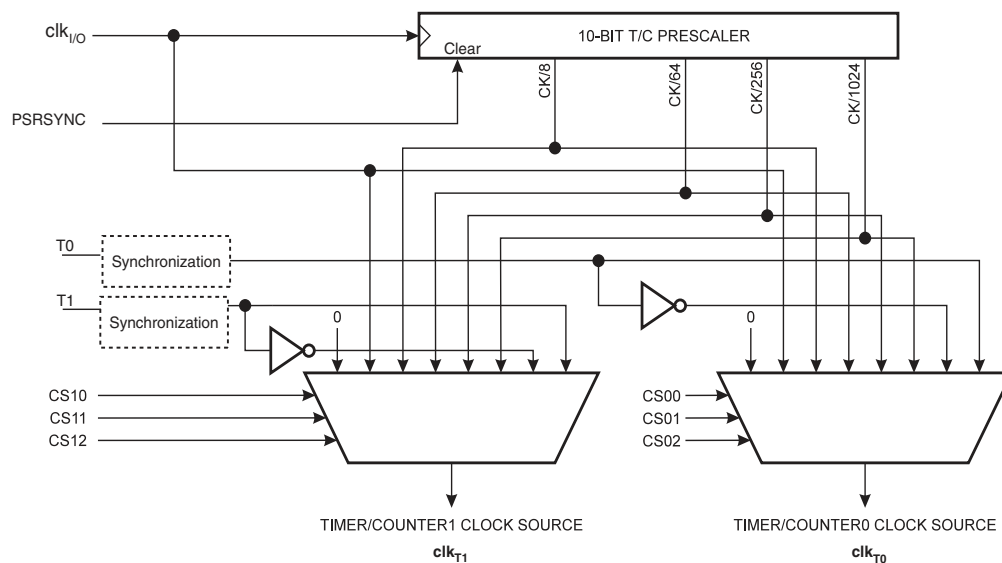 clkI/O
10-BIT T/C PRESCALER
Clear
CK/8
CK/64
CK/256
CK/1024
PSRSYNC
T0
Synchronization
T1
Synchronization
0
0
CS10
CS11
CS12
CS00
CS01
CS02
TIMER/COUNTER1 CLOCK SOURCE
clkT1
TIMER/COUNTER0 CLOCK SOURCE
clkT0